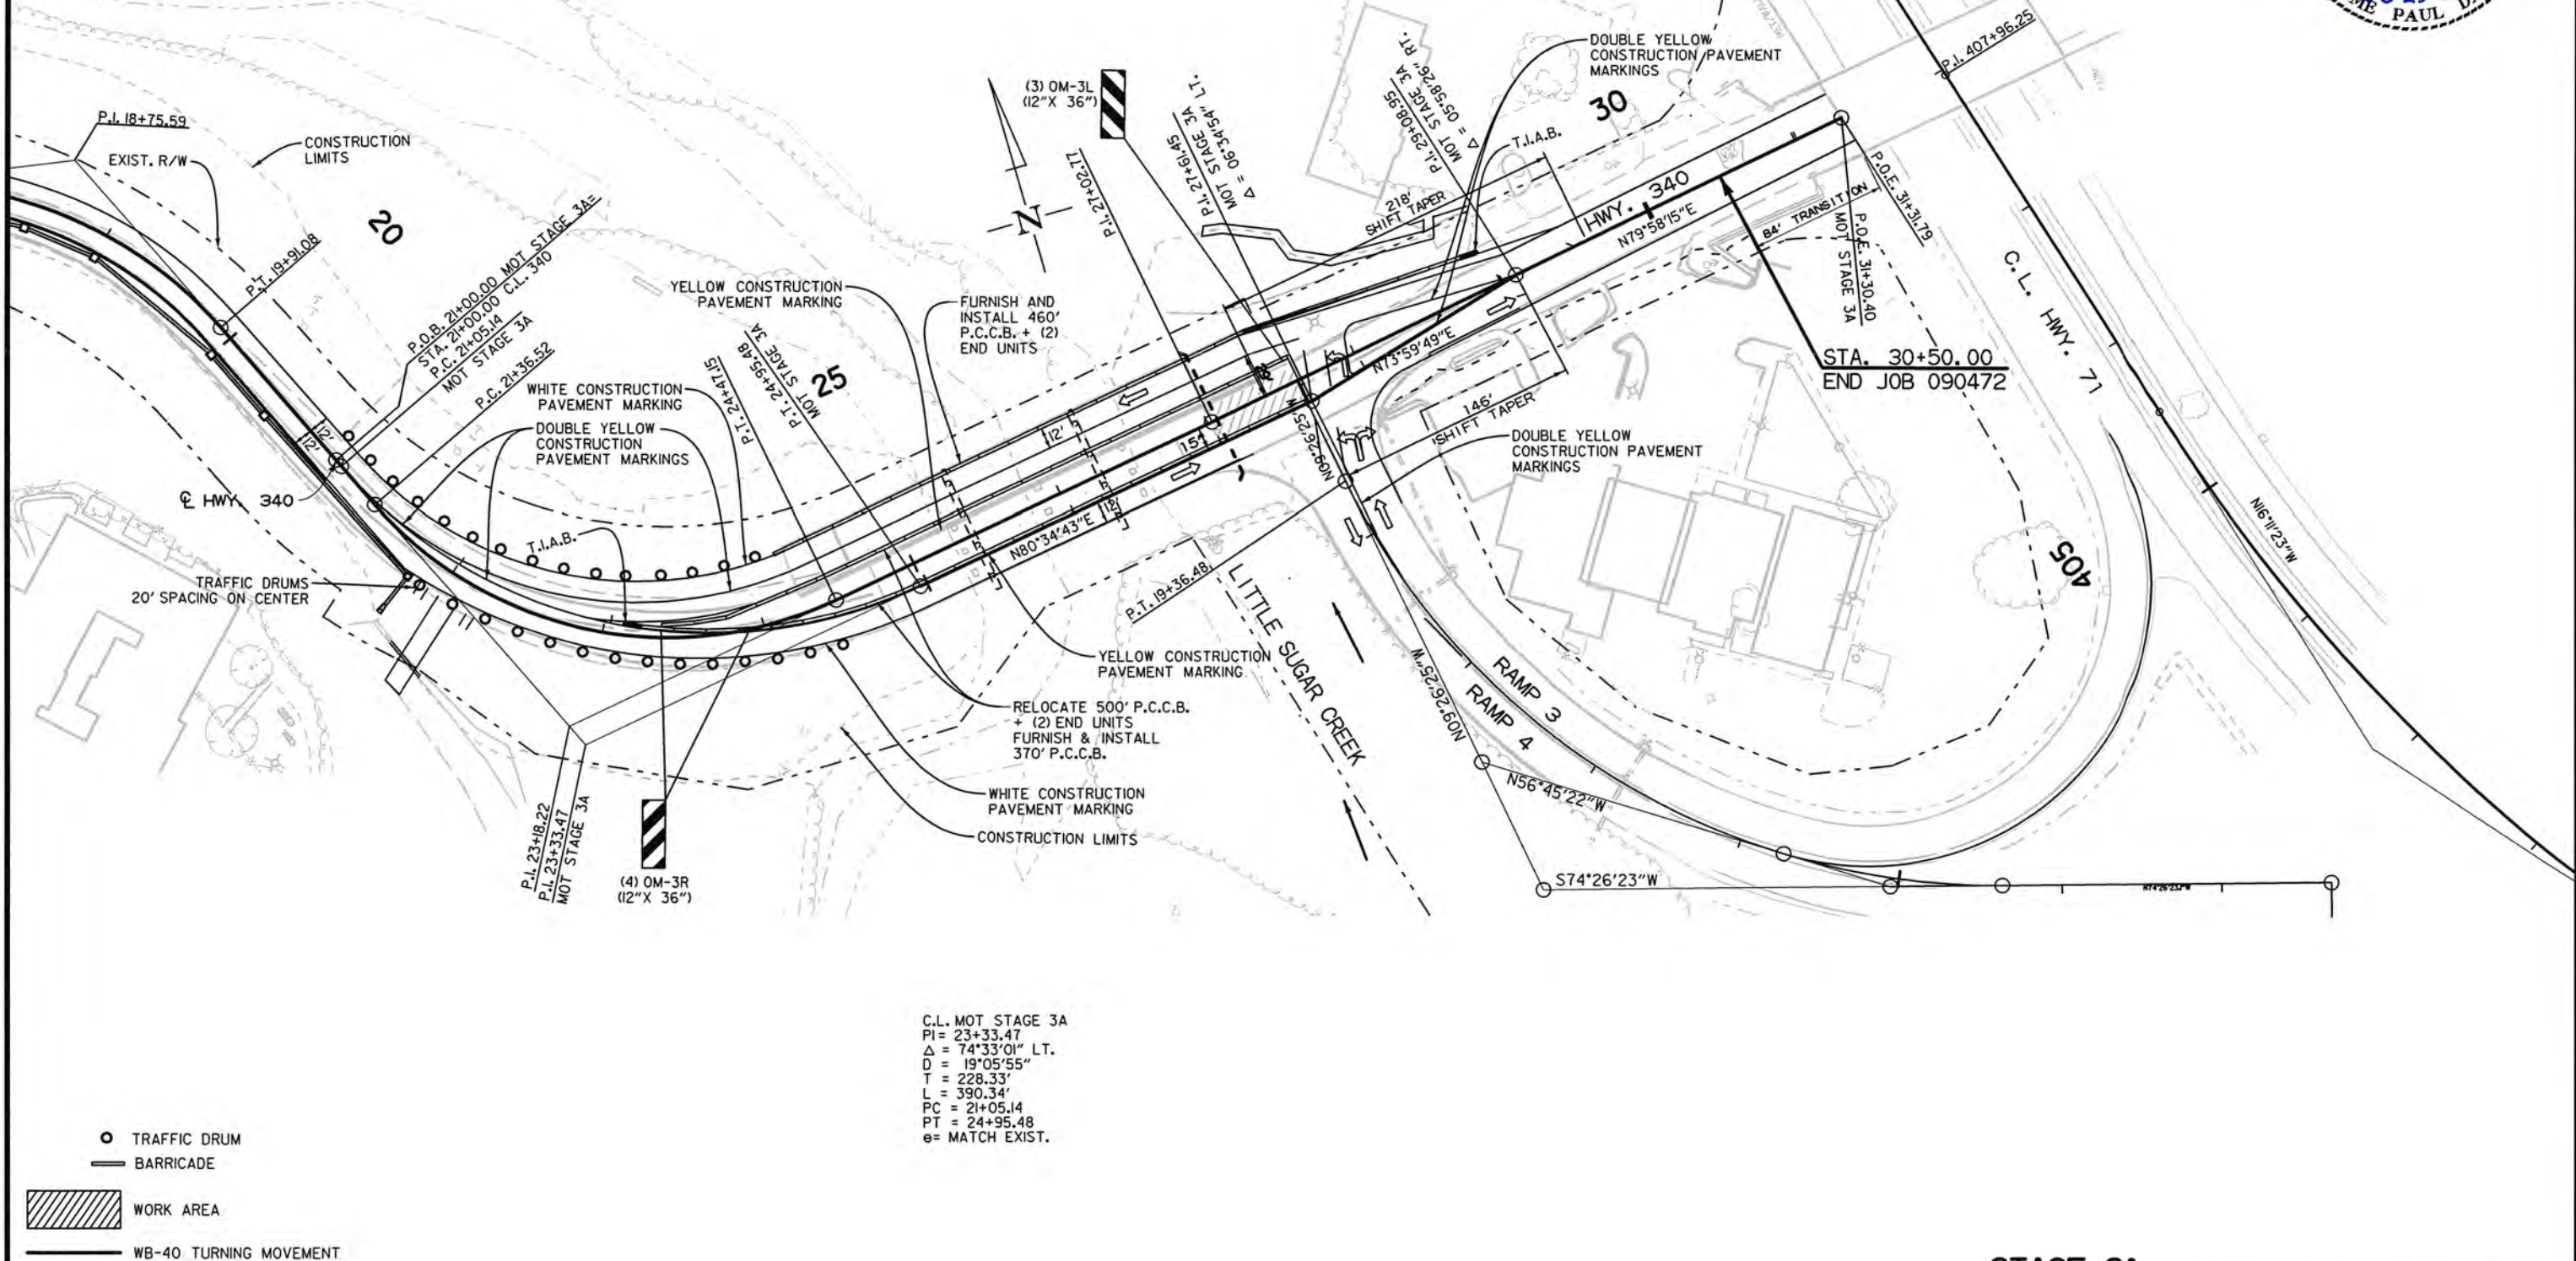 ME PAUL
P.I. 407+96.25
DOUBLE YELLOW
CONSTRUCTION PAVEMENT
MARKINGS
30
(3) OM-3L
(12"X 36")
P.I. 18+75.59
CONSTRUCTION
LIMITS
EXIST. R/W
20
P.T. 19+91.08
P.O.B. 21+00.00 MOT STAGE 3A=
STA. 21+00.00 C.L. 340
P.C. 21+05.14
MOT STAGE 3A
P.C. 21+36.52
P.I. 27+02.77
P.I. 27+61.45
MOT STAGE 3A
Δ = 06°34'54" LT.
P.I. 29+08.95
MOT STAGE 3A
Δ = 05°58'26" RT.
T.I.A.B.
218'
SHIFT TAPER
HWY. 340
N79°58'15"E
84' TRANSITION
P.O.E. 31+31.79
P.O.E. 31+30.40
MOT STAGE 3A
C.L. HWY. 71
N
YELLOW CONSTRUCTION
PAVEMENT MARKING
FURNISH AND
INSTALL 460'
P.C.C.B. + (2)
END UNITS
WHITE CONSTRUCTION
PAVEMENT MARKING
DOUBLE YELLOW
CONSTRUCTION
PAVEMENT MARKINGS
P.T. 24+47.15
P.T. 24+95.48
MOT STAGE 3A
25
STA. 30+50.00
END JOB 090472
N73°59'49"E
146'
SHIFT TAPER
12'
12'
12'
15'
12'
N80°34'43"E
N09°26'25"W
DOUBLE YELLOW
CONSTRUCTION PAVEMENT
MARKINGS
℄ HWY. 340
T.I.A.B.
TRAFFIC DRUMS
20' SPACING ON CENTER
P.T. 19+36.48
LITTLE SUGAR CREEK
N16°11'23"W
405
YELLOW CONSTRUCTION
PAVEMENT MARKING
RELOCATE 500' P.C.C.B.
+ (2) END UNITS
FURNISH & INSTALL
370' P.C.C.B.
RAMP 3
RAMP 4
N09°26'25"W
N56°45'22"W
WHITE CONSTRUCTION
PAVEMENT MARKING
CONSTRUCTION LIMITS
P.I. 23+18.22
P.I. 23+33.47
MOT STAGE 3A
(4) OM-3R
(12"X 36")
S74°26'23"W
C.L. MOT STAGE 3A
PI= 23+33.47
Δ = 74°33'01" LT.
D = 19°05'55"
T = 228.33'
L = 390.34'
PC = 21+05.14
PT = 24+95.48
e= MATCH EXIST.
TRAFFIC DRUM
BARRICADE
WORK AREA
WB-40 TURNING MOVEMENT